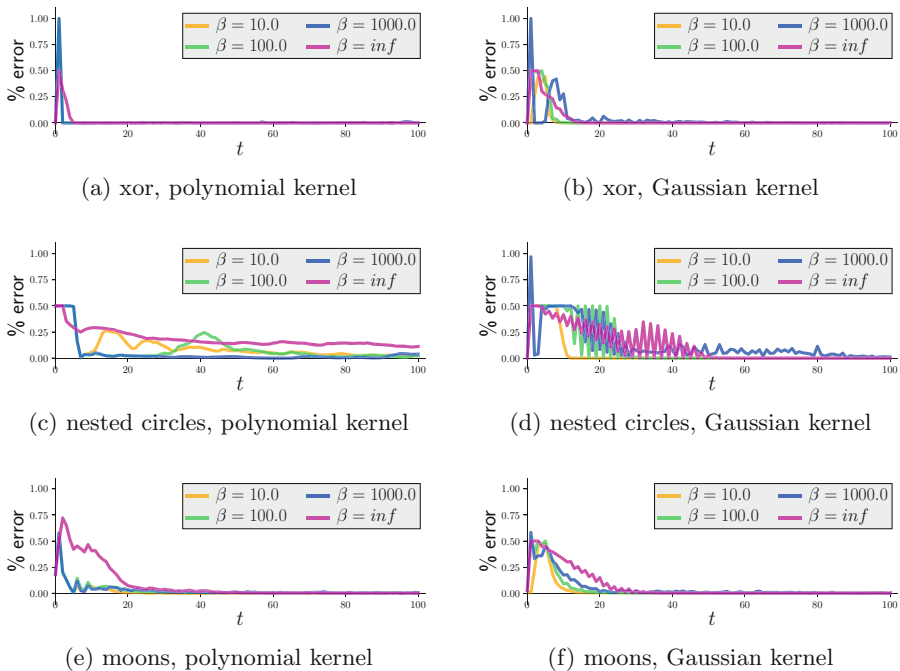 β = 10.0 β = 1000.0
β = 100.0 β = inf
% error
1.00
0.75
0.50
0.25
0.00
0 20 40 60 80 100
t
(a) xor, polynomial kernel
β = 10.0 β = 1000.0
β = 100.0 β = inf
% error
1.00
0.75
0.50
0.25
0.00
0 20 40 60 80 100
t
(b) xor, Gaussian kernel
β = 10.0 β = 1000.0
β = 100.0 β = inf
% error
1.00
0.75
0.50
0.25
0.00
0 20 40 60 80 100
t
(c) nested circles, polynomial kernel
β = 10.0 β = 1000.0
β = 100.0 β = inf
% error
1.00
0.75
0.50
0.25
0.00
0 20 40 60 80 100
t
(d) nested circles, Gaussian kernel
β = 10.0 β = 1000.0
β = 100.0 β = inf
% error
1.00
0.75
0.50
0.25
0.00
0 20 40 60 80 100
t
(e) moons, polynomial kernel
β = 10.0 β = 1000.0
β = 100.0 β = inf
% error
1.00
0.75
0.50
0.25
0.00
0 20 40 60 80 100
t
(f) moons, Gaussian kernel